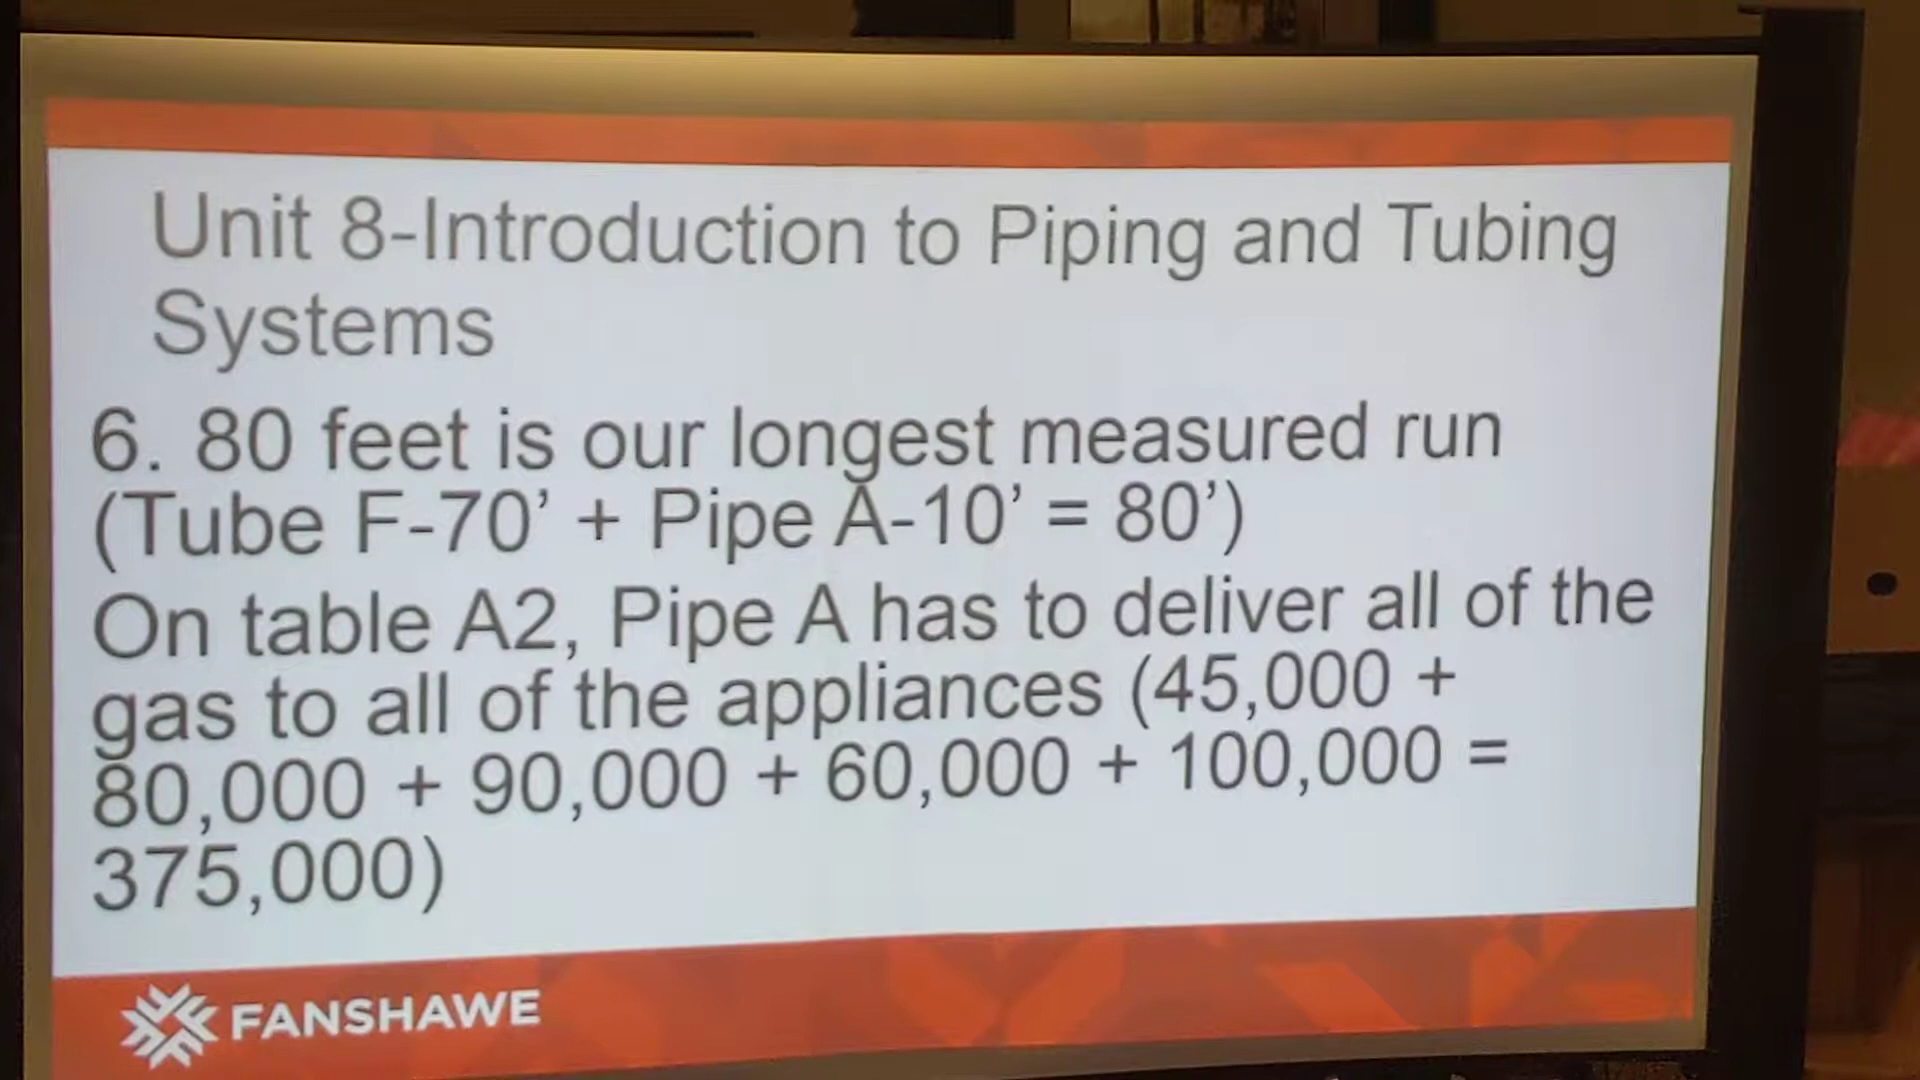 Unit 8-Introduction to Piping and Tubing
Systems
6. 80 feet is our longest measured run
(Tube F-70’ + Pipe A-10’ = 80’)
On table A2, Pipe A has to deliver all of the
gas to all of the appliances (45,000 +
80,000 + 90,000 + 60,000 + 100,000 =
375,000)
FANSHAWE